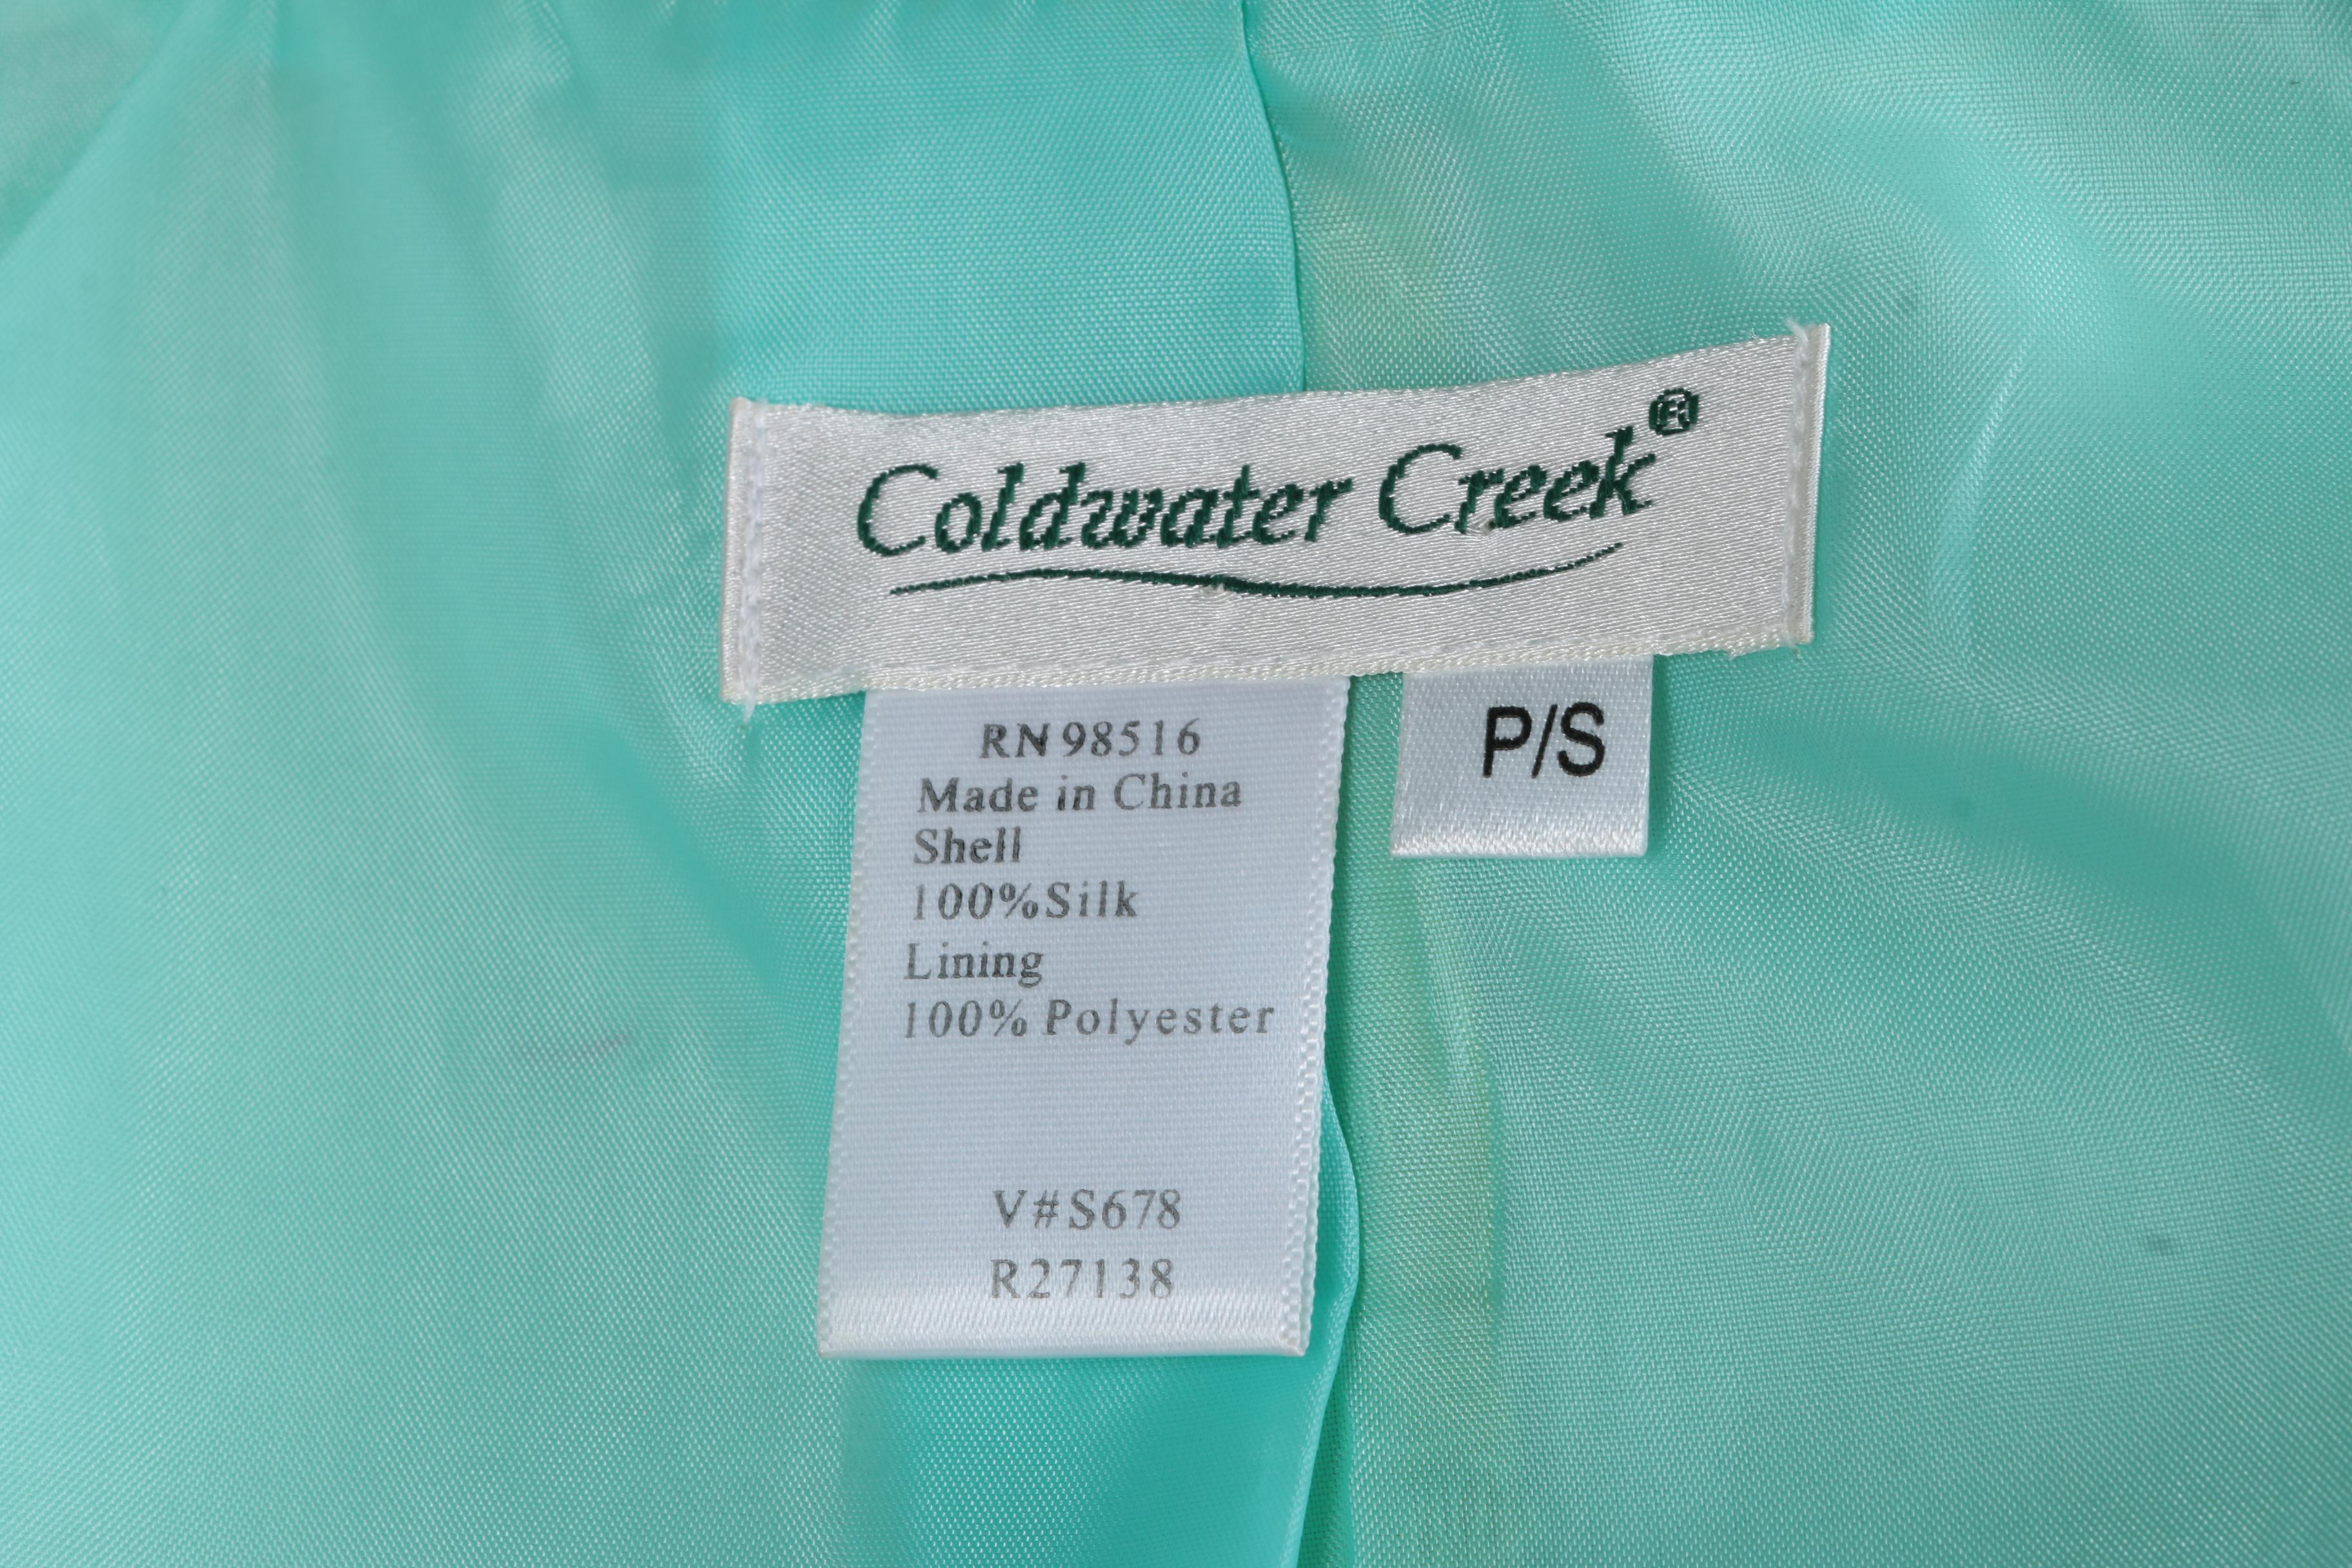 Coldwater Creek®
RN 98516
Made in China
Shell
100%Silk
Lining
100% Polyester
V#S678
R27138
P/S